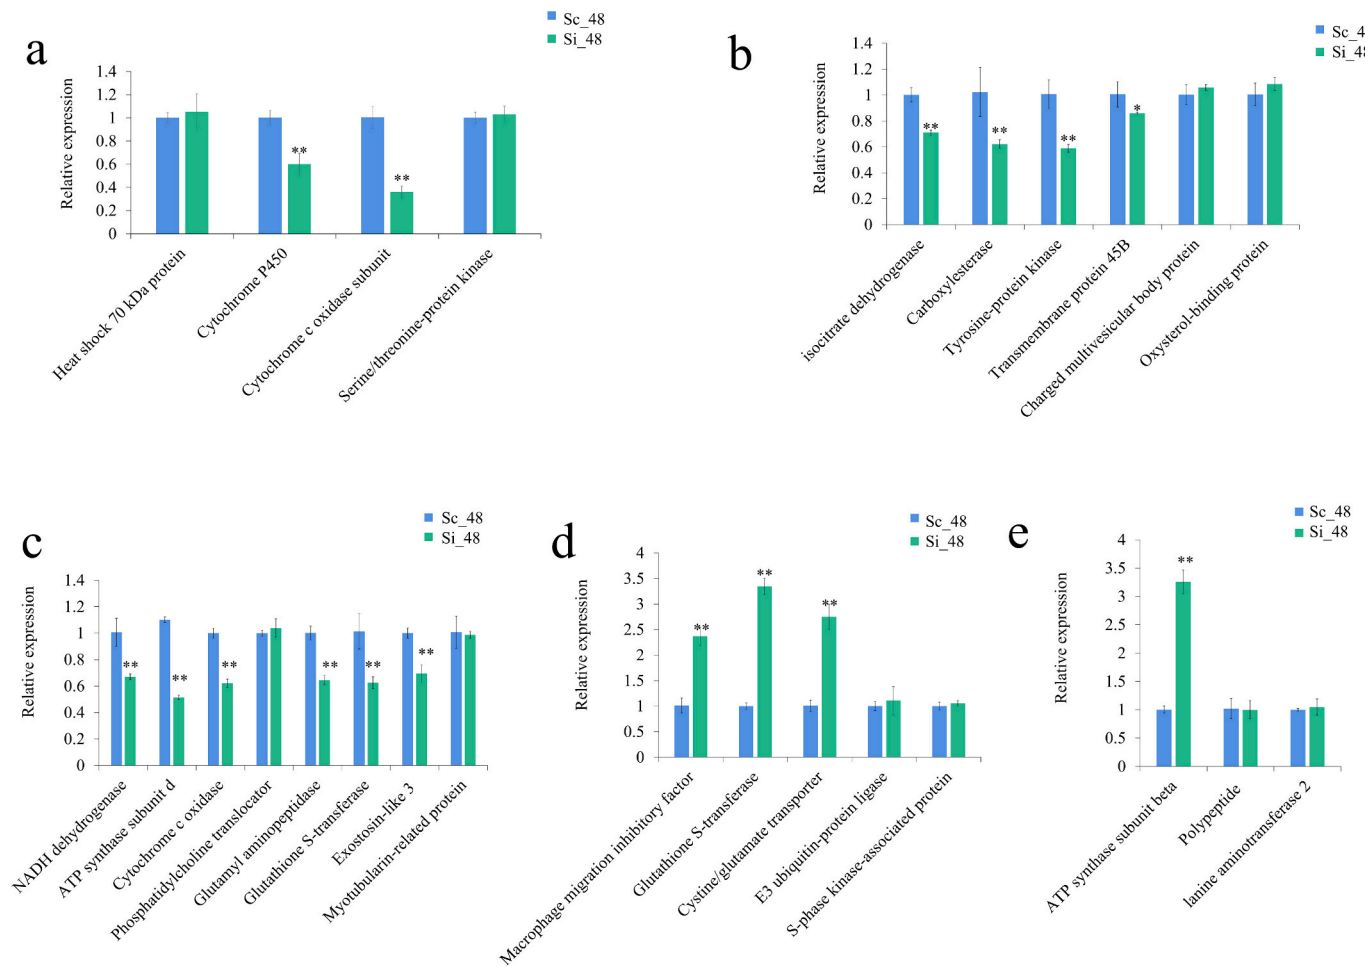 a
Sc_48
Si_48
Relative expression
1.4
1.2
1
0.8
0.6
0.4
0.2
0
**
**
Heat shock 70 kDa protein
Cytochrome P450
Cytochrome c oxidase subunit
Serine/threonine-protein kinase
b
Sc_4
Si_48
Relative expression
1.4
1.2
1
0.8
0.6
0.4
0.2
0
**
**
**
*
isocitrate dehydrogenase
Carboxylesterase
Tyrosine-protein kinase
Transmembrane protein 45B
Charged multivesicular body protein
Oxysterol-binding protein
c
Sc_48
Si_48
Relative expression
1.4
1.2
1
0.8
0.6
0.4
0.2
0
**
**
**
**
**
**
NADH dehydrogenase
ATP synthase subunit d
Cytochrome c oxidase
Phosphatidylcholine translocator
Glutamyl aminopeptidase
Glutathione S-transferase
Exostosin-like 3
Myotubularin-related protein
d
Sc_48
Si_48
Relative expression
4
3.5
3
2.5
2
1.5
1
0.5
0
**
**
**
Macrophage migration inhibitory factor
Glutathione S-transferase
Cystine/glutamate transporter
E3 ubiquitin-protein ligase
S-phase kinase-associated protein
e
Sc_48
Si_48
Relative expression
4
3.5
3
2.5
2
1.5
1
0.5
0
**
ATP synthase subunit beta
Polypeptide
lanine aminotransferase 2